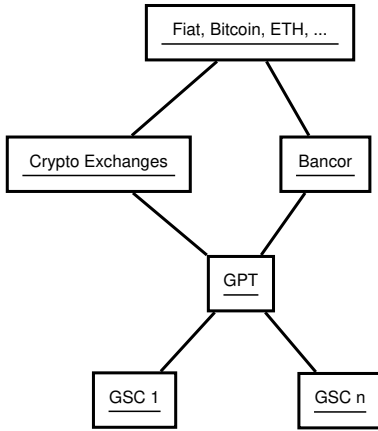 Fiat, Bitcoin, ETH, ...
Crypto Exchanges
Bancor
GPT
GSC 1
GSC n